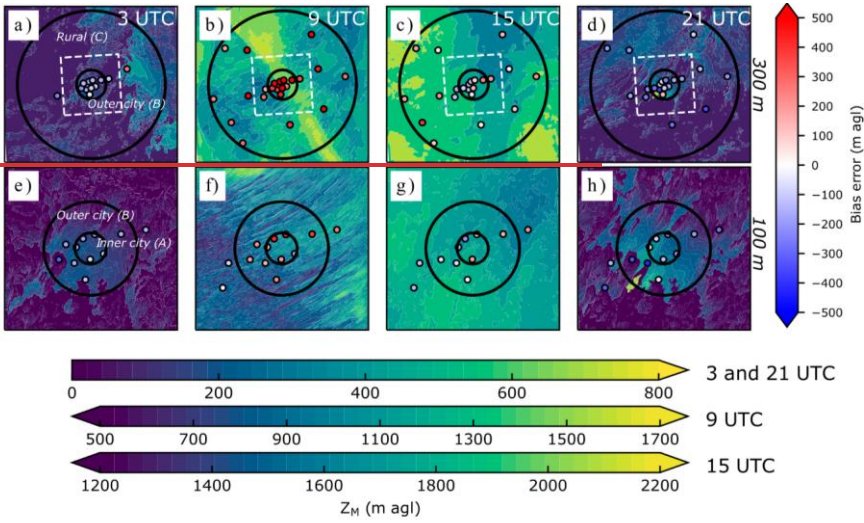 a)
3 UTC
b)
9 UTC
c)
15 UTC
d)
21 UTC
Rural (C)
Outer city (B)
300 m
e)
f)
g)
h)
Outer city (B)
Inner city (A)
100 m
500
400
300
200
100
0
−100
−200
−300
−400
−500
Bias error (m agl)
0 200 400 600 800
3 and 21 UTC
500 700 900 1100 1300 1500 1700
9 UTC
1200 1400 1600 1800 2000 2200
15 UTC
Z_M (m agl)